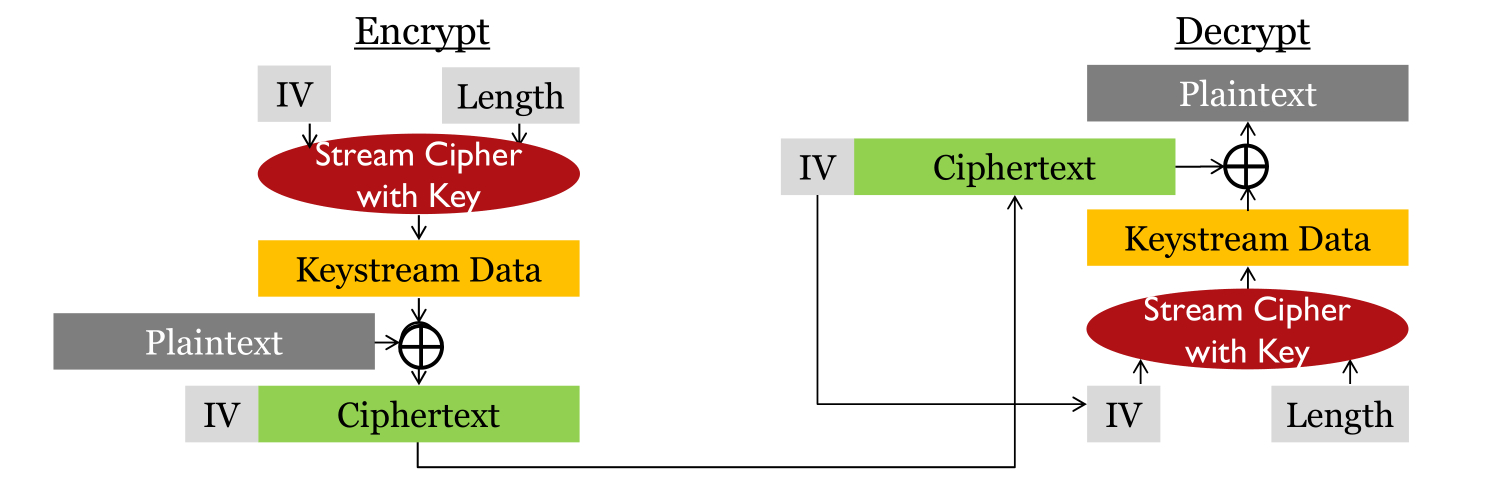 Encrypt
IV
Length
Stream Cipher
with Key
Keystream Data
Plaintext
IV
Ciphertext
Decrypt
Plaintext
IV
Ciphertext
Keystream Data
Stream Cipher
with Key
IV
Length